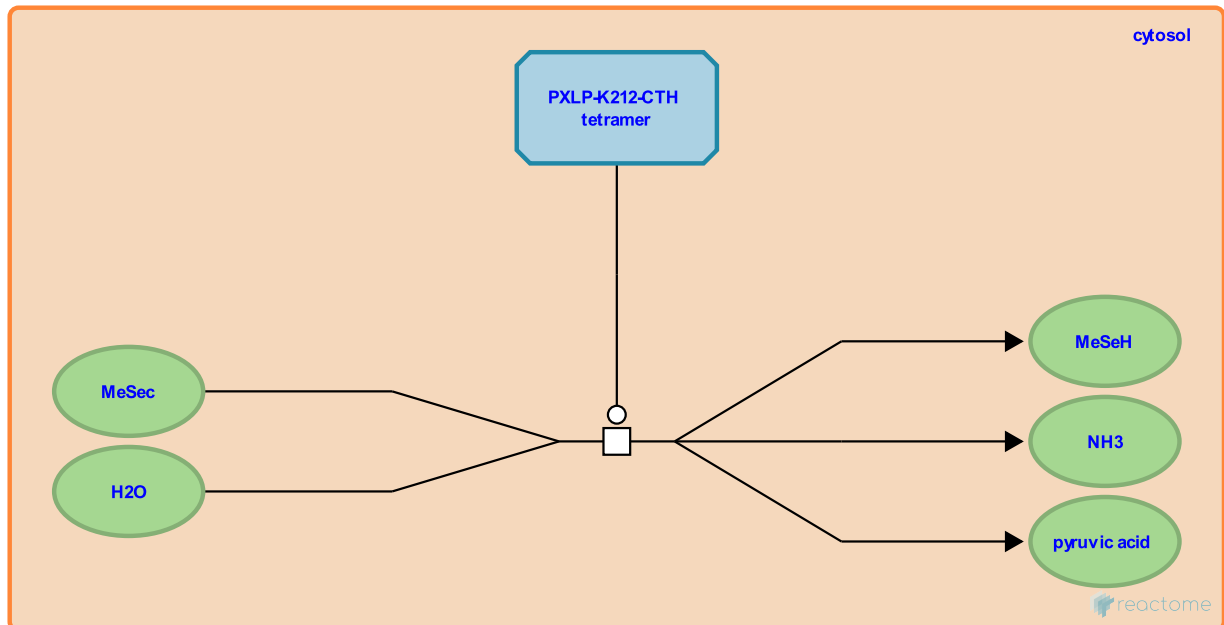 cytosol
PXLP-K212-CTH
tetramer
MeSec
H2O
MeSeH
NH3
pyruvic acid
reactome